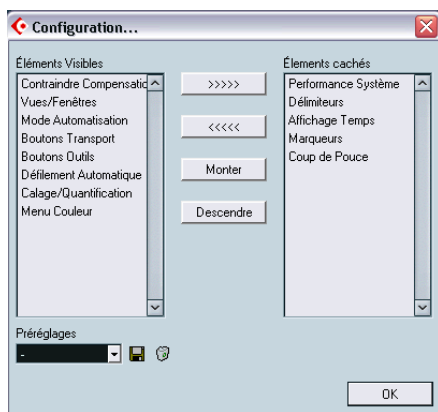 Configuration...
Éléments Visibles
Contraindre Compensatic
Vues/Fenêtres
Mode Automatisation
Boutons Transport
Boutons Outils
Défilement Automatique
Calage/Quantification
Menu Couleur
>>>>>
<<<<<
Monter
Descendre
Élements cachés
Performance Système
Délimiteurs
Affichage Temps
Marqueurs
Coup de Pouce
Préréglages
-
OK